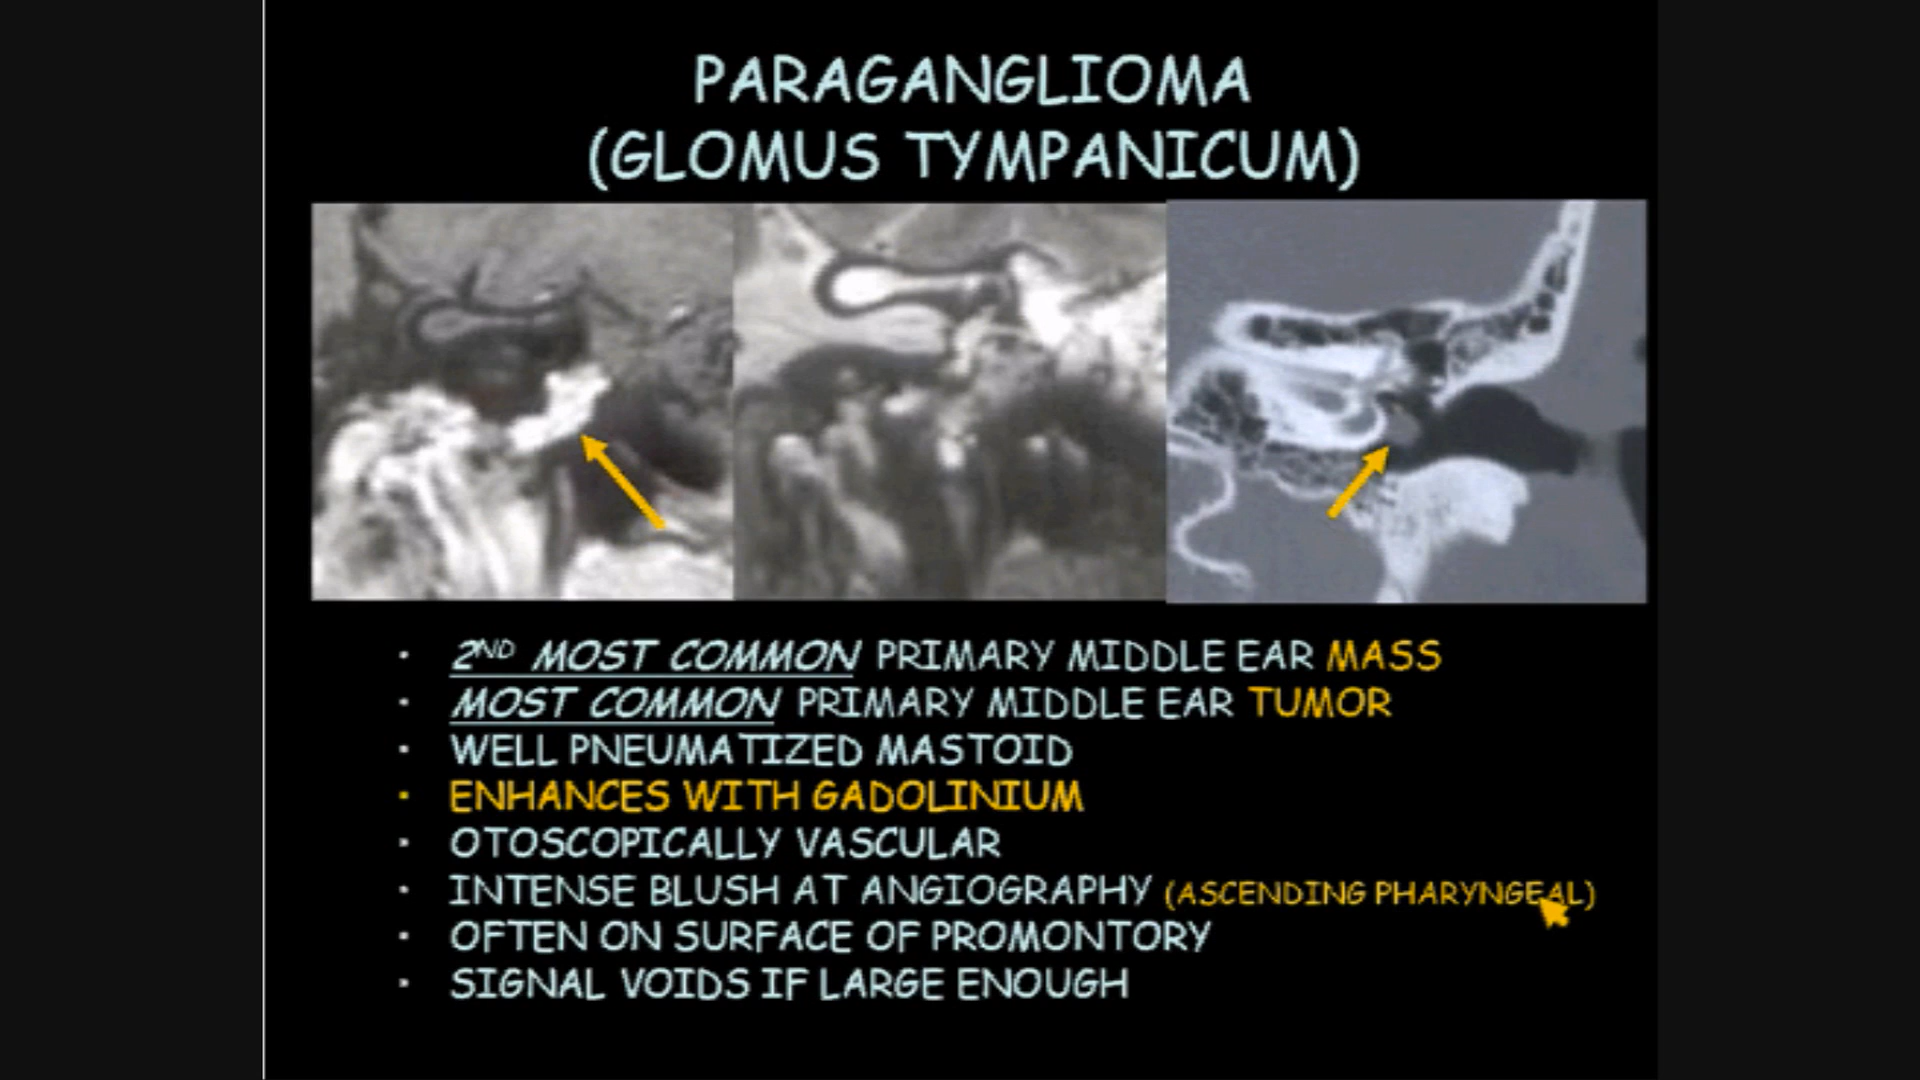 PARAGANGLIOMA
(GLOMUS TYMPANICUM)
• 2ND MOST COMMON PRIMARY MIDDLE EAR MASS
• MOST COMMON PRIMARY MIDDLE EAR TUMOR
• WELL PNEUMATIZED MASTOID
• ENHANCES WITH GADOLINIUM
• OTOSCOPICALLY VASCULAR
• INTENSE BLUSH AT ANGIOGRAPHY (ASCENDING PHARYNGEAL)
• OFTEN ON SURFACE OF PROMONTORY
• SIGNAL VOIDS IF LARGE ENOUGH